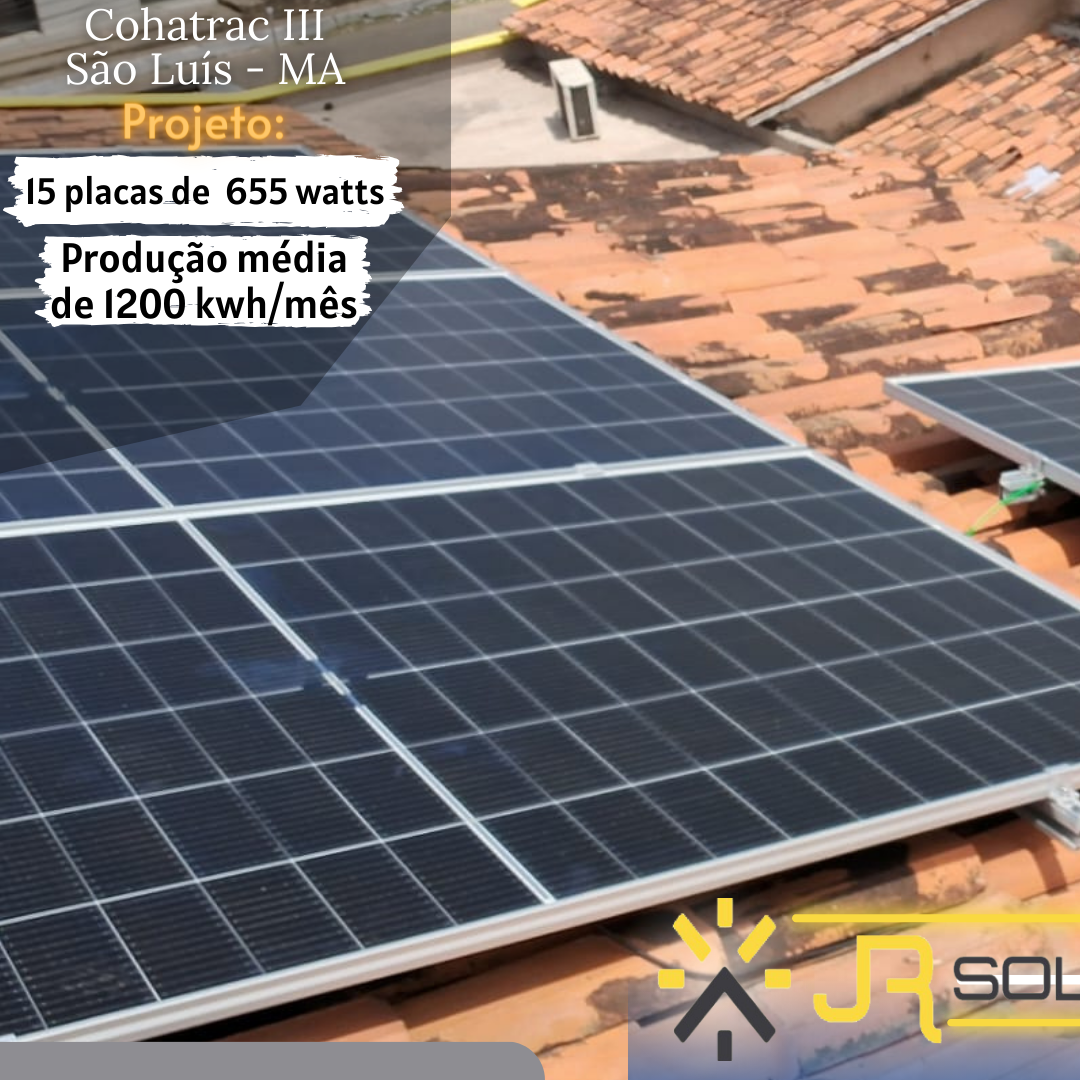 Cohatrac III
São Luís - MA
Projeto:
15 placas de 655 watts
Produção média
de 1200 kwh/mês
JR SOL